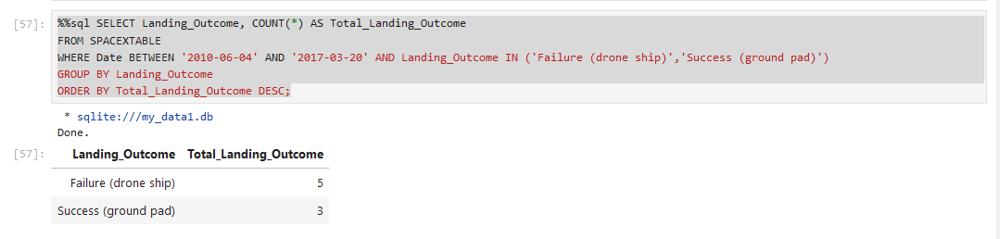 [57]: %%sql SELECT Landing_Outcome, COUNT(*) AS Total_Landing_Outcome
FROM SPACEXTABLE
WHERE Date BETWEEN '2010-06-04' AND '2017-03-20' AND Landing_Outcome IN ('Failure (drone ship)','Success (ground pad)')
GROUP BY Landing_Outcome
ORDER BY Total_Landing_Outcome DESC;
* sqlite:///my_data1.db
Done.
[57]: Landing_Outcome Total_Landing_Outcome
Failure (drone ship) 5
Success (ground pad) 3